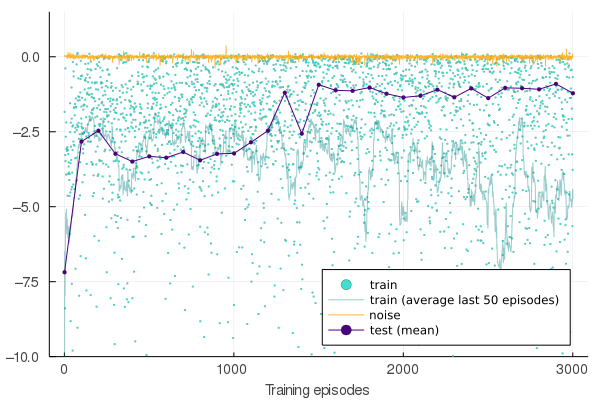 0.0
−2.5
−5.0
−7.5
−10.0
train
train (average last 50 episodes)
noise
test (mean)
0 1000 2000 3000
Training episodes